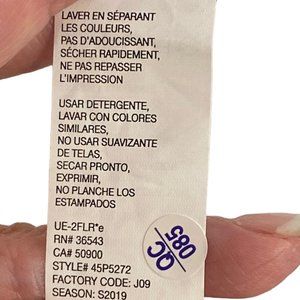 LAVER EN SÉPARANT
LES COULEURS,
PAS D'ADOUCISSANT,
SÉCHER RAPIDEMENT,
NE PAS REPASSER
L'IMPRESSION
USAR DETERGENTE,
LAVAR CON COLORES
SIMILARES,
NO USAR SUAVIZANTE
DE TELAS,
SECAR PRONTO,
EXPRIMIR,
NO PLANCHE LOS
ESTAMPADOS
UE-2FLR*e
RN# 36543
CA# 50900
STYLE# 45P5272
FACTORY CODE: J09
SEASON: S2019
QC
085